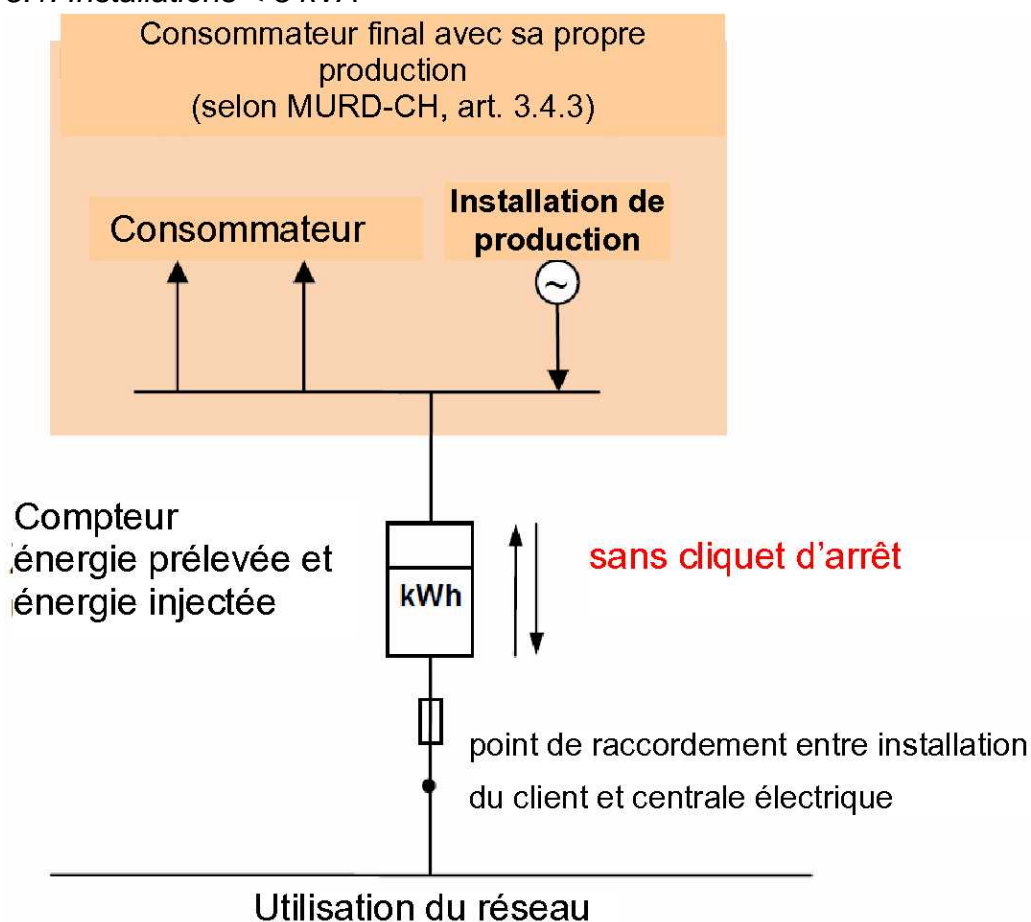 Installations < kVA
Consommateur final avec sa propre
production
(selon MURD-CH, art. 3.4.3)
Consommateur
Installation de
production
~
Compteur
énergie prélevée et
énergie injectée
kWh
sans cliquet d’arrêt
point de raccordement entre installation
du client et centrale électrique
Utilisation du réseau